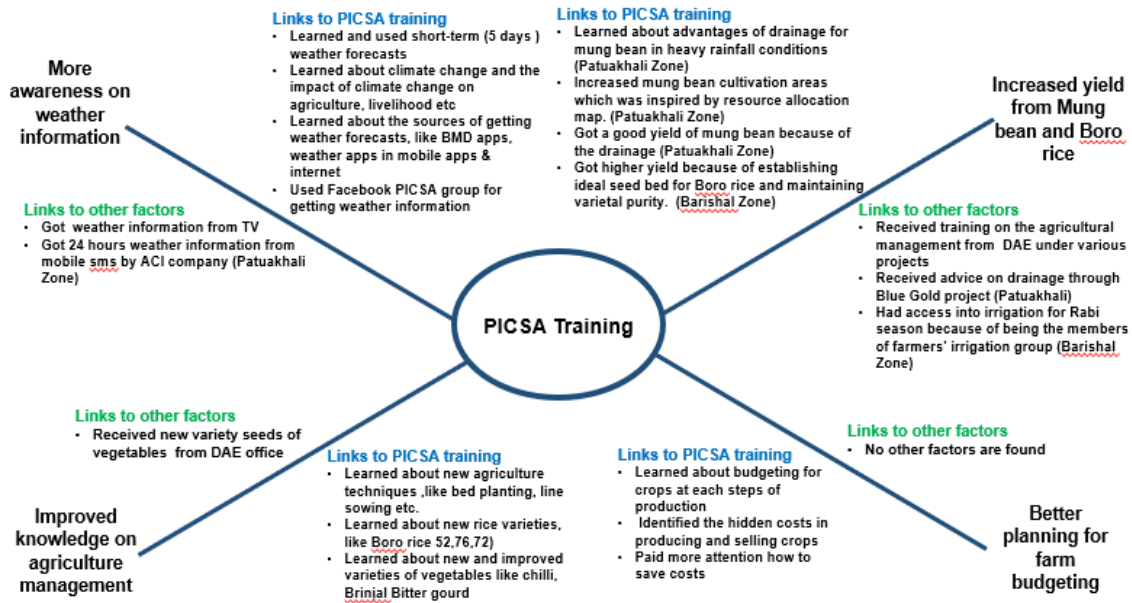 More
awareness on
weather
information
Links to PICSA training
• Learned and used short-term (5 days )
weather forecasts
• Learned about climate change and the
impact of climate change on
agriculture, livelihood etc
• Learned about the sources of getting
weather forecasts, like BMD apps,
weather apps in mobile apps &
internet
• Used Facebook PICSA group for
getting weather information
Links to other factors
• Got weather information from TV
• Got 24 hours weather information from
mobile sms by ACI company (Patuakhali
Zone)
Links to PICSA training
• Learned about advantages of drainage for
mung bean in heavy rainfall conditions
(Patuakhali Zone)
• Increased mung bean cultivation areas
which was inspired by resource allocation
map. (Patuakhali Zone)
• Got a good yield of mung bean because of
the drainage (Patuakhali Zone)
• Got higher yield because of establishing
ideal seed bed for Boro rice and maintaining
varietal purity. (Barishal Zone)
Increased yield
from Mung
bean and Boro
rice
Links to other factors
• Received training on the agricultural
management from DAE under various
projects
• Received advice on drainage through
Blue Gold project (Patuakhali)
• Had access into irrigation for Rabi
season because of being the members
of farmers' irrigation group (Barishal
Zone)
PICSA Training
Links to other factors
• Received new variety seeds of
vegetables from DAE office
Improved
knowledge on
agriculture
management
Links to PICSA training
• Learned about new agriculture
techniques ,like bed planting, line
sowing etc.
• Learned about new rice varieties,
like Boro rice 52,76,72)
• Learned about new and improved
varieties of vegetables like chilli,
Brinjal Bitter gourd
Links to PICSA training
• Learned about budgeting for
crops at each steps of
production
• Identified the hidden costs in
producing and selling crops
• Paid more attention how to
save costs
Links to other factors
• No other factors are found
Better
planning for
farm
budgeting